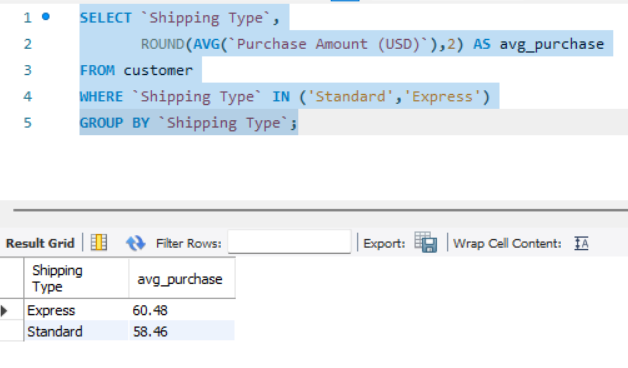 1 SELECT `Shipping Type`,
2 ROUND(AVG(`Purchase Amount (USD)`),2) AS avg_purchase
3 FROM customer
4 WHERE `Shipping Type` IN ('Standard','Express')
5 GROUP BY `Shipping Type`;
Result Grid Filter Rows: Export: Wrap Cell Content: IA
Shipping Type avg_purchase
Express 60.48
Standard 58.46